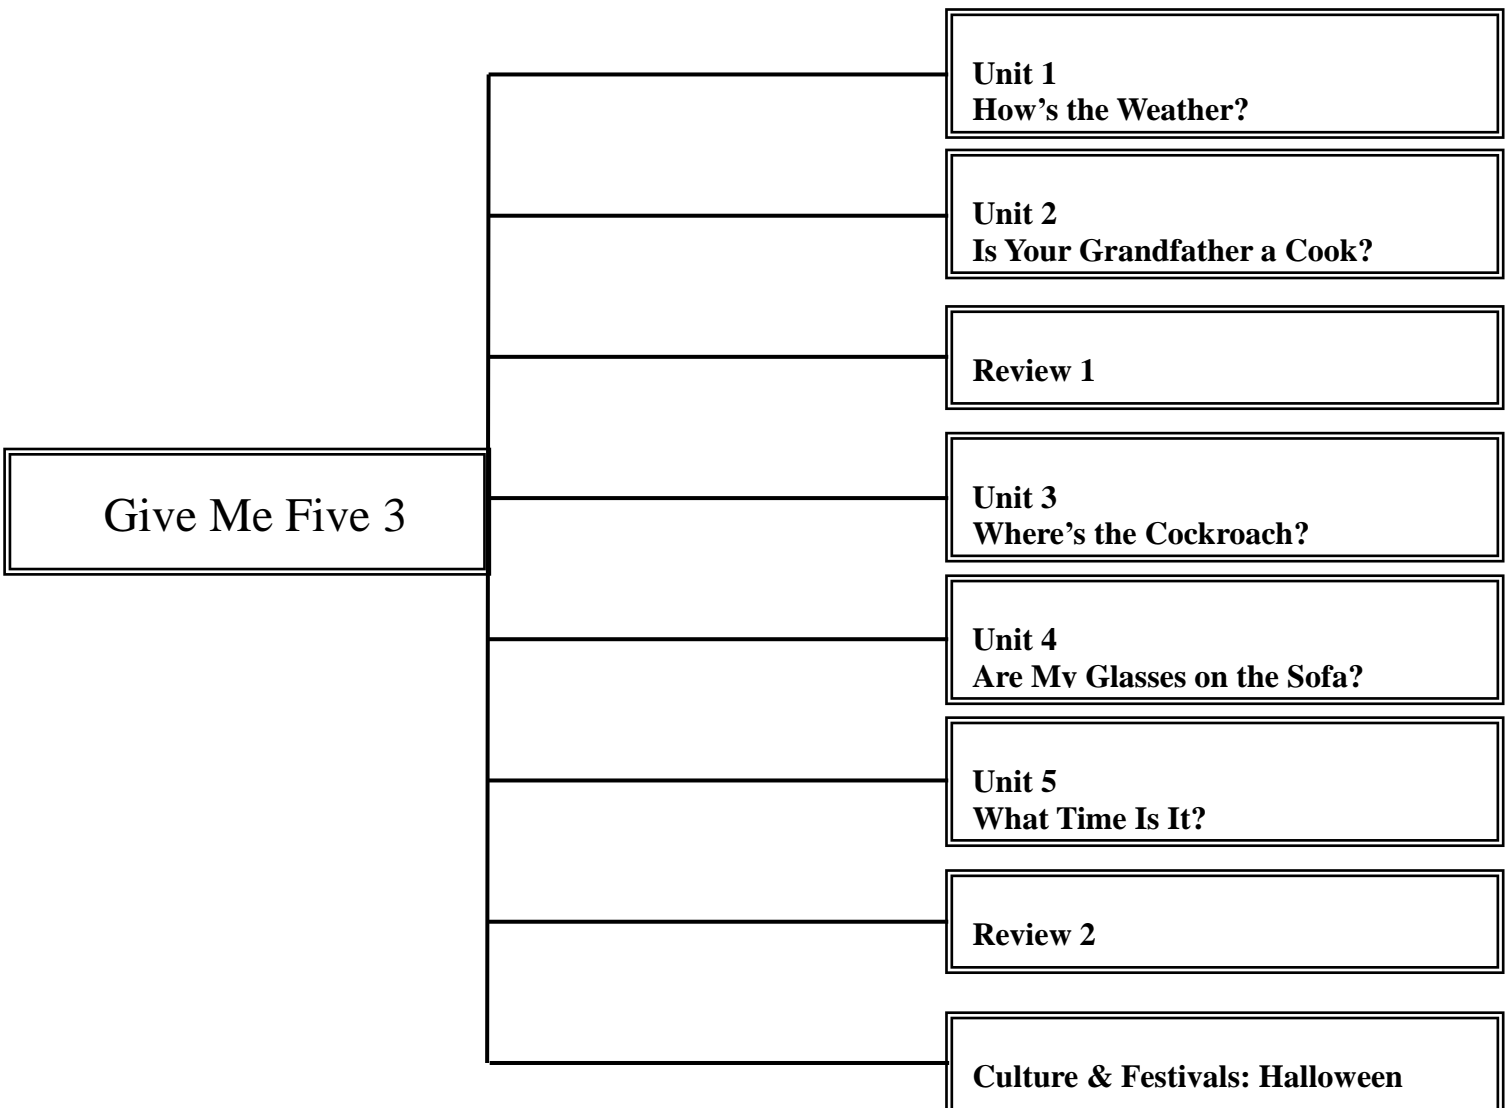 Unit 1
How’s the Weather?
Unit 2
Is Your Grandfather a Cook?
Review 1
Give Me Five 3
Unit 3
Where’s the Cockroach?
Unit 4
Are My Glasses on the Sofa?
Unit 5
What Time Is It?
Review 2
Culture & Festivals: Halloween